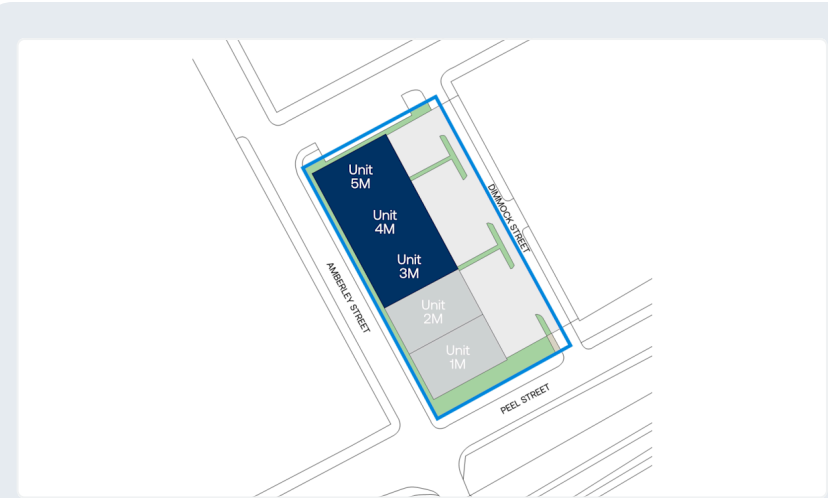 Unit
5M
Unit
4M
Unit
3M
Unit
2M
Unit
1M
DIMMOCK STREET
AMBERLEY STREET
PEEL STREET